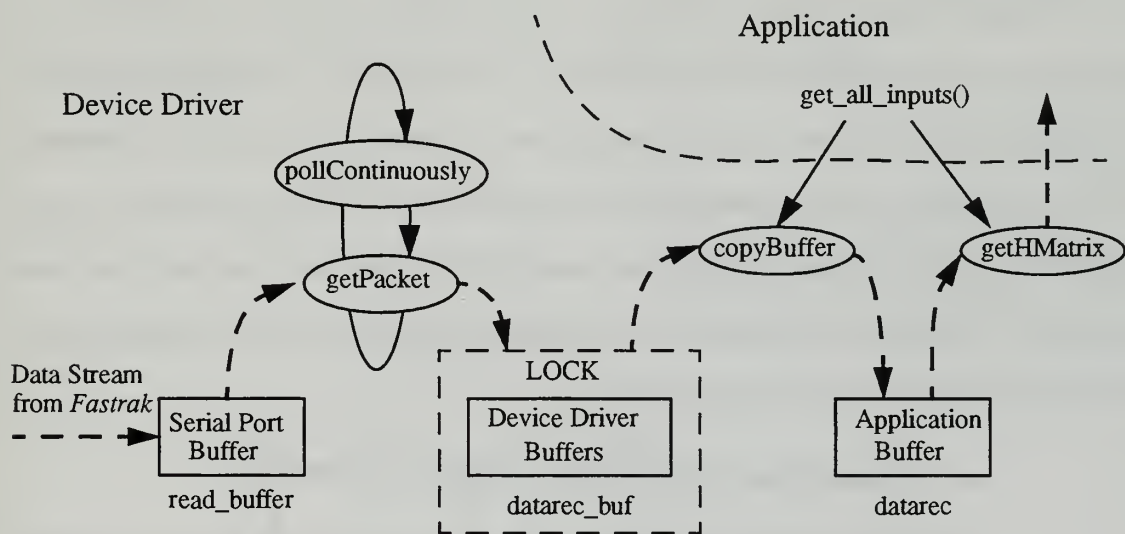 Application
Device Driver
get_all_inputs()
pollContinuously
copyBuffer
getHMatrix
getPacket
Data Stream
from Fastrak
LOCK
Serial Port
Buffer
Device Driver
Buffers
Application
Buffer
read_buffer
datarec_buf
datarec